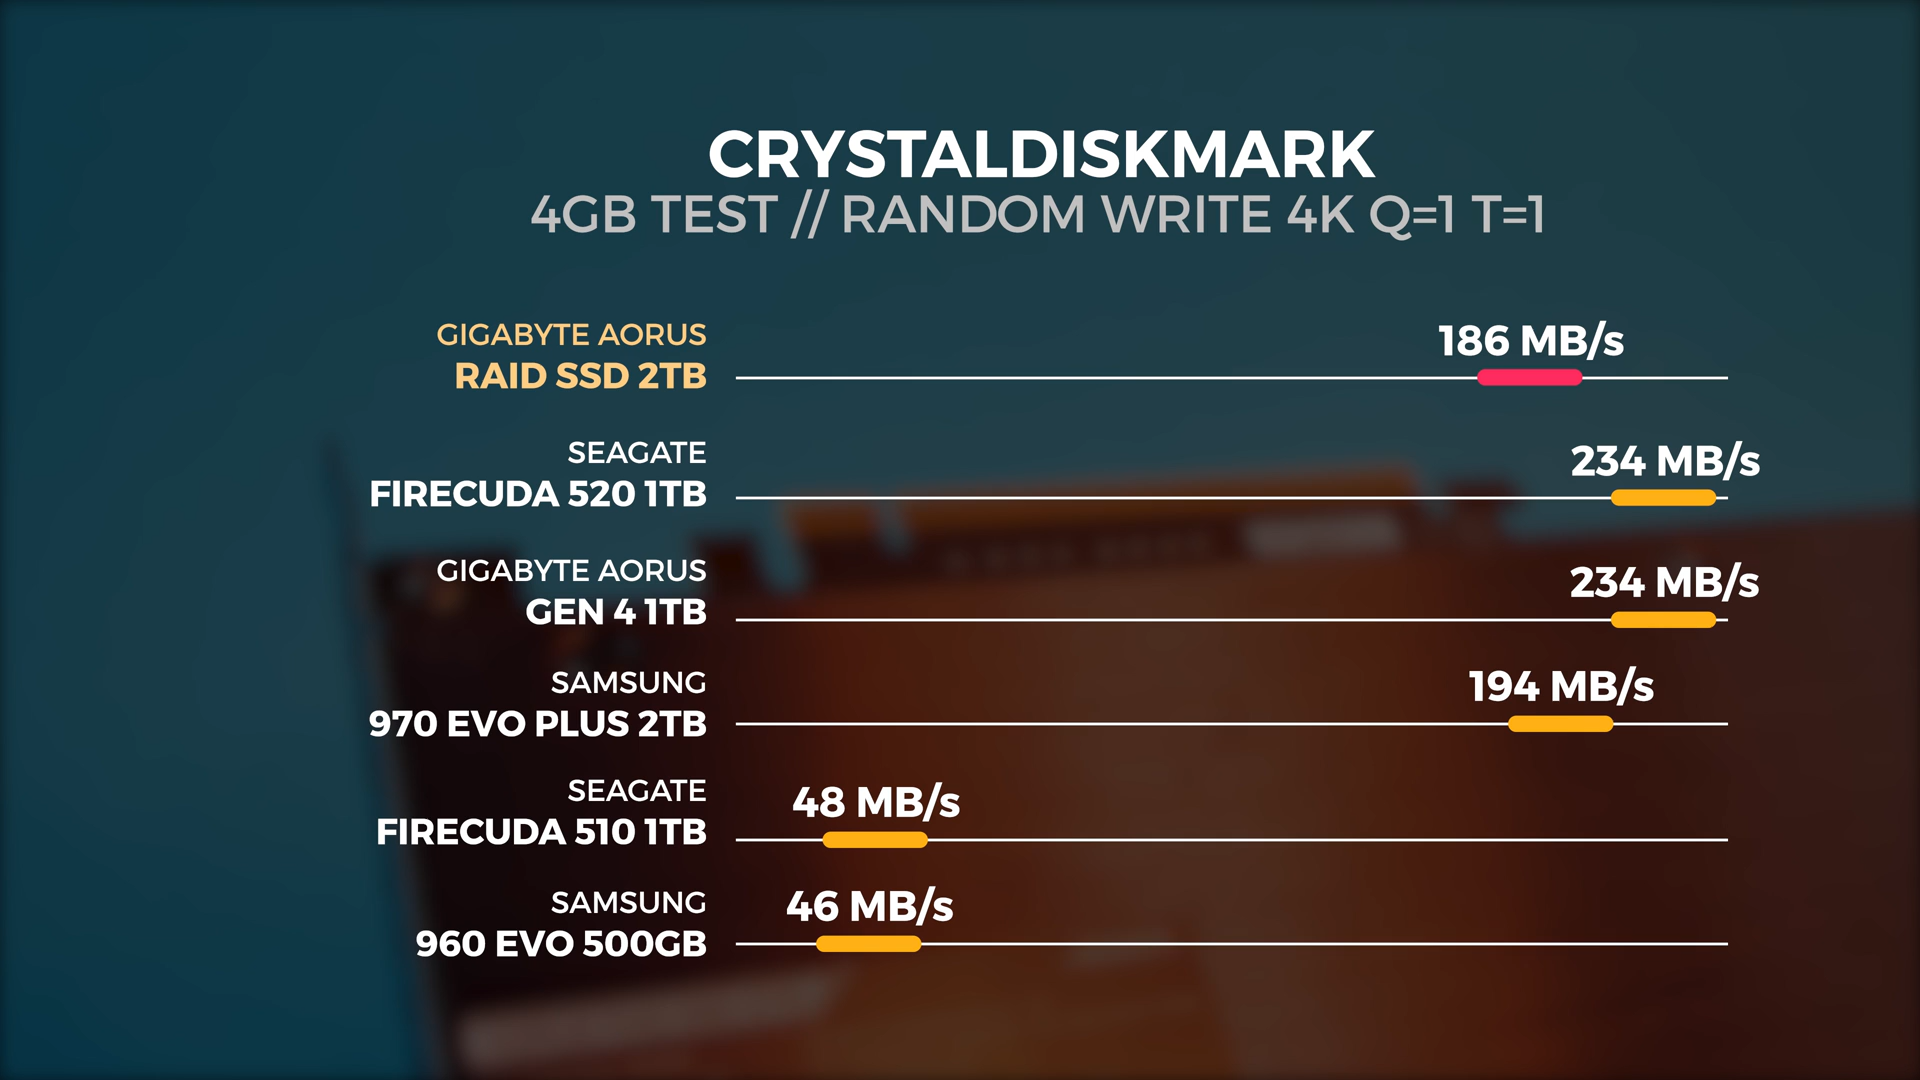 CRYSTALDISKMARK
4GB TEST // RANDOM WRITE 4K Q=1 T=1
GIGABYTE AORUS
RAID SSD 2TB
186 MB/s
SEAGATE
FIRECUDA 520 1TB
234 MB/s
GIGABYTE AORUS
GEN 4 1TB
234 MB/s
SAMSUNG
970 EVO PLUS 2TB
194 MB/s
SEAGATE
FIRECUDA 510 1TB
48 MB/s
SAMSUNG
960 EVO 500GB
46 MB/s